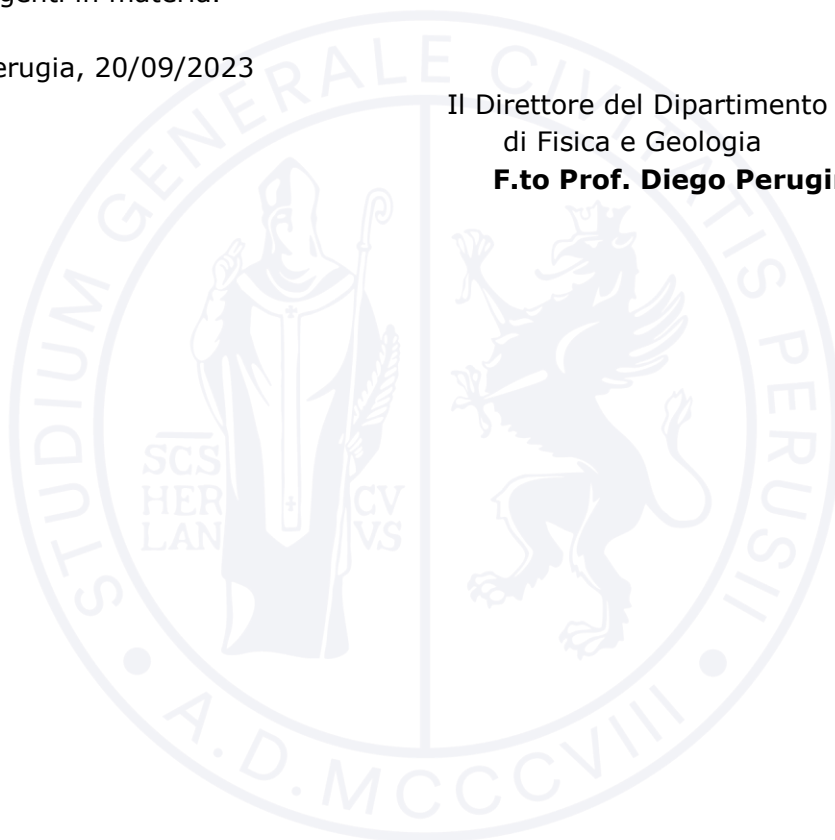 genti in materia.
erugia, 20/09/2023
Il Direttore del Dipartimento
di Fisica e Geologia
F.to Prof. Diego Perugi
STUDIUM GENERALE CIVITATIS PERUSII
SCS
HER
LAN
CV
VS
• A.D. MCCCVIII •